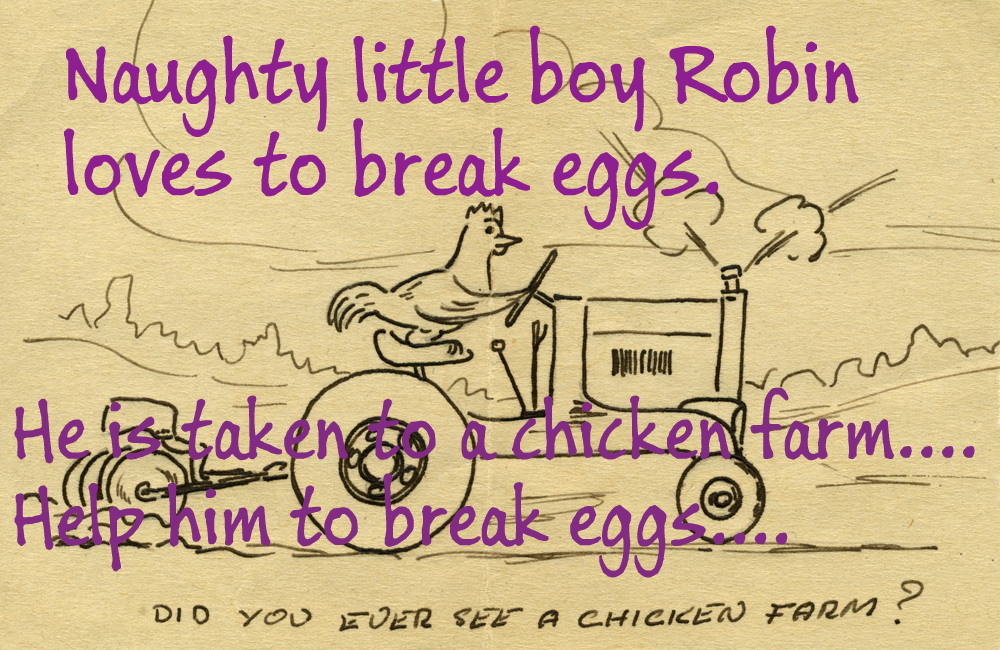 Naughty little boy Robin
loves to break eggs.
He is taken to a chicken farm....
Help him to break eggs....
DID YOU EVER SEE A CHICKEN FARM?